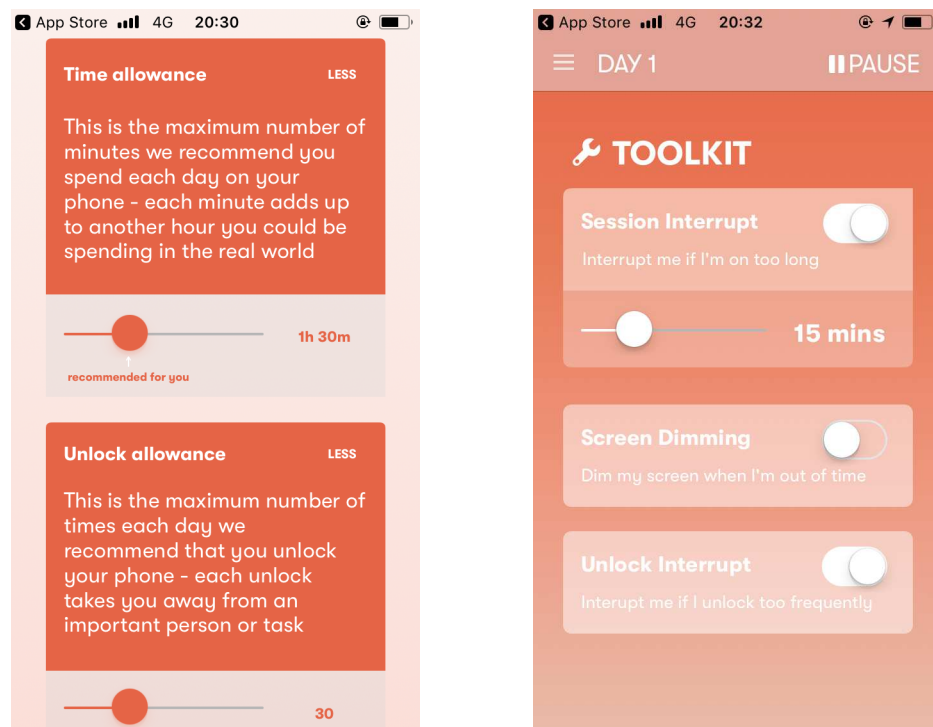 App Store 4G 20:30
Time allowance LESS
This is the maximum number of
minutes we recommend you
spend each day on your
phone - each minute adds up
to another hour you could be
spending in the real world
1h 30m
recommended for you
Unlock allowance LESS
This is the maximum number of
times each day we
recommend that you unlock
your phone - each unlock
takes you away from an
important person or task
30
App Store 4G 20:32
DAY 1 PAUSE
TOOLKIT
Session Interrupt
Interrupt me if I'm on too long
15 mins
Screen Dimming
Dim my screen when I'm out of time
Unlock Interrupt
Interupt me if I unlock too frequently